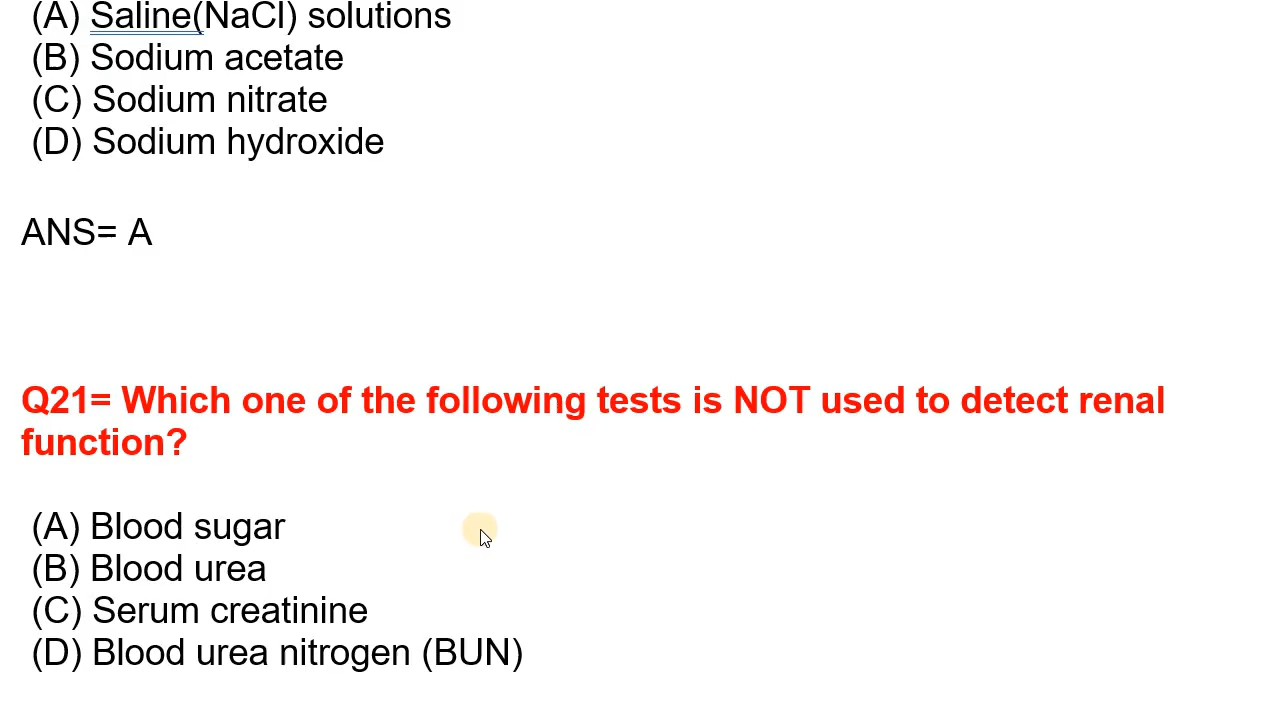 (A) Saline(NaCl) solutions
(B) Sodium acetate
(C) Sodium nitrate
(D) Sodium hydroxide
ANS= A
Q21= Which one of the following tests is NOT used to detect renal
function?
(A) Blood sugar
(B) Blood urea
(C) Serum creatinine
(D) Blood urea nitrogen (BUN)